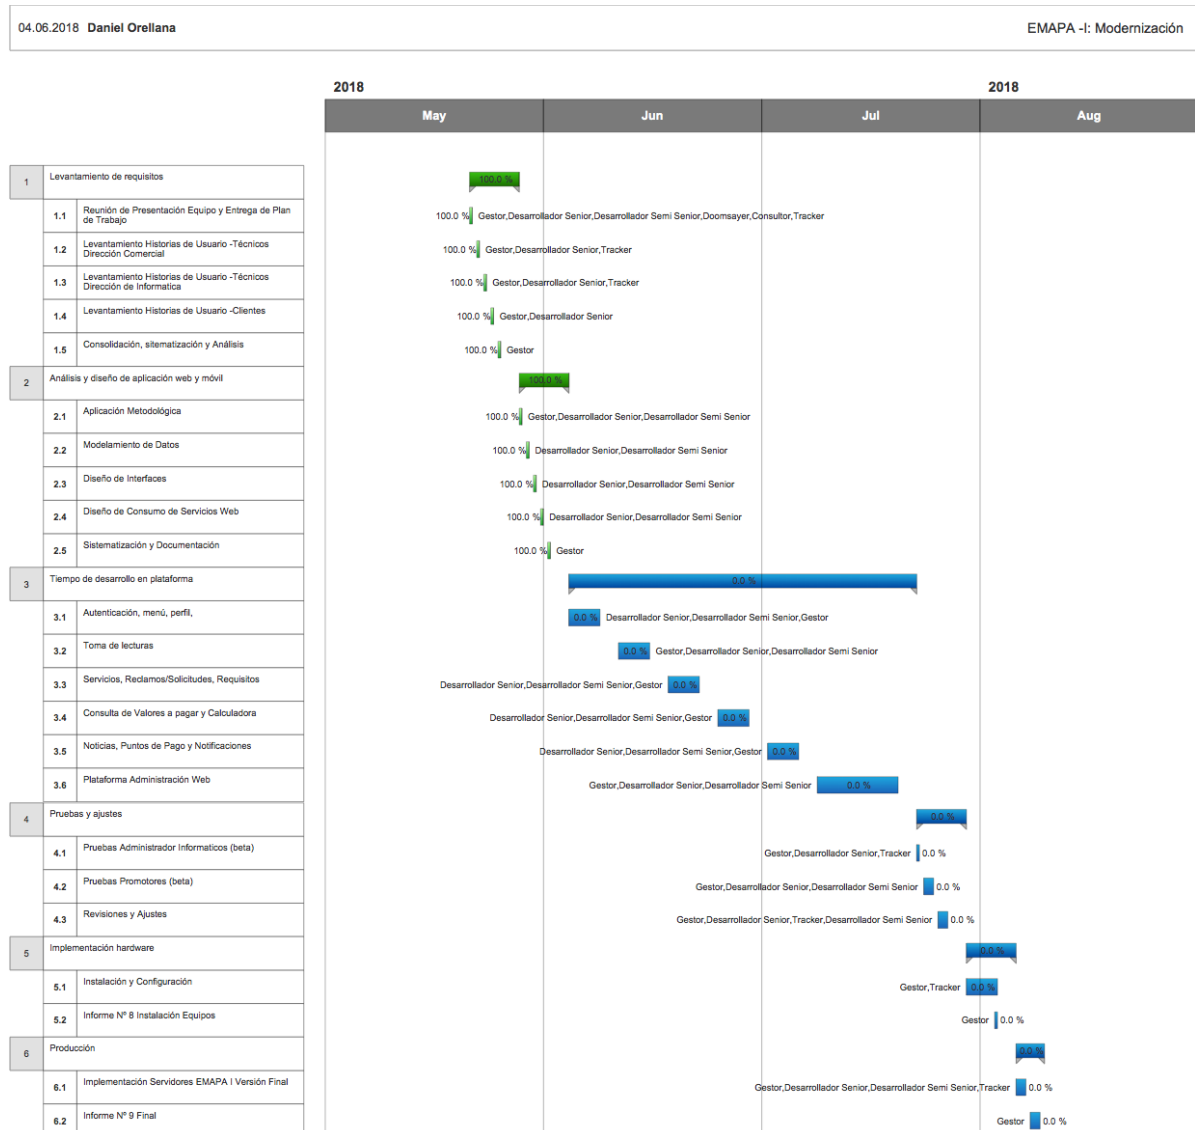 04.06.2018 Daniel Orellana
EMAPA -I: Modernización
2018
2018
May
Jun
Jul
Aug
1
Levantamiento de requisitos
100.0 %
1.1
Reunión de Presentación Equipo y Entrega de Plan
de Trabajo
100.0 %
Gestor,Desarrollador Senior,Desarrollador Semi Senior,Doomsayer,Consultor,Tracker
1.2
Levantamiento Historias de Usuario -Técnicos
Dirección Comercial
100.0 %
Gestor,Desarrollador Senior,Tracker
1.3
Levantamiento Historias de Usuario -Técnicos
Dirección de Informatica
100.0 %
Gestor,Desarrollador Senior,Tracker
1.4
Levantamiento Historias de Usuario -Clientes
100.0 %
Gestor,Desarrollador Senior
1.5
Consolidación, sitematización y Análisis
100.0 %
Gestor
2
Análisis y diseño de aplicación web y móvil
100.0 %
2.1
Aplicación Metodológica
100.0 %
Gestor,Desarrollador Senior,Desarrollador Semi Senior
2.2
Modelamiento de Datos
100.0 %
Desarrollador Senior,Desarrollador Semi Senior
2.3
Diseño de Interfaces
100.0 %
Desarrollador Senior,Desarrollador Semi Senior
2.4
Diseño de Consumo de Servicios Web
100.0 %
Desarrollador Senior,Desarrollador Semi Senior
2.5
Sistematización y Documentación
100.0 %
Gestor
3
Tiempo de desarrollo en plataforma
0.0 %
3.1
Autenticación, menú, perfil,
0.0 %
Desarrollador Senior,Desarrollador Semi Senior,Gestor
3.2
Toma de lecturas
0.0 %
Gestor,Desarrollador Senior,Desarrollador Semi Senior
3.3
Servicios, Reclamos/Solicitudes, Requisitos
Desarrollador Senior,Desarrollador Semi Senior,Gestor
0.0 %
3.4
Consulta de Valores a pagar y Calculadora
Desarrollador Senior,Desarrollador Semi Senior,Gestor
0.0 %
3.5
Noticias, Puntos de Pago y Notificaciones
Desarrollador Senior,Desarrollador Semi Senior,Gestor
0.0 %
3.6
Plataforma Administración Web
Gestor,Desarrollador Senior,Desarrollador Semi Senior
0.0 %
4
Pruebas y ajustes
0.0 %
4.1
Pruebas Administrador Informaticos (beta)
Gestor,Desarrollador Senior,Tracker
0.0 %
4.2
Pruebas Promotores (beta)
Gestor,Desarrollador Senior,Desarrollador Semi Senior
0.0 %
4.3
Revisiones y Ajustes
Gestor,Desarrollador Senior,Tracker,Desarrollador Semi Senior
0.0 %
5
Implementación hardware
0.0 %
5.1
Instalación y Configuración
Gestor,Tracker
0.0 %
5.2
Informe Nº 8 Instalación Equipos
Gestor
0.0 %
6
Producción
0.0 %
6.1
Implementación Servidores EMAPA I Versión Final
Gestor,Desarrollador Senior,Desarrollador Semi Senior,Tracker
0.0 %
6.2
Informe Nº 9 Final
Gestor
0.0 %